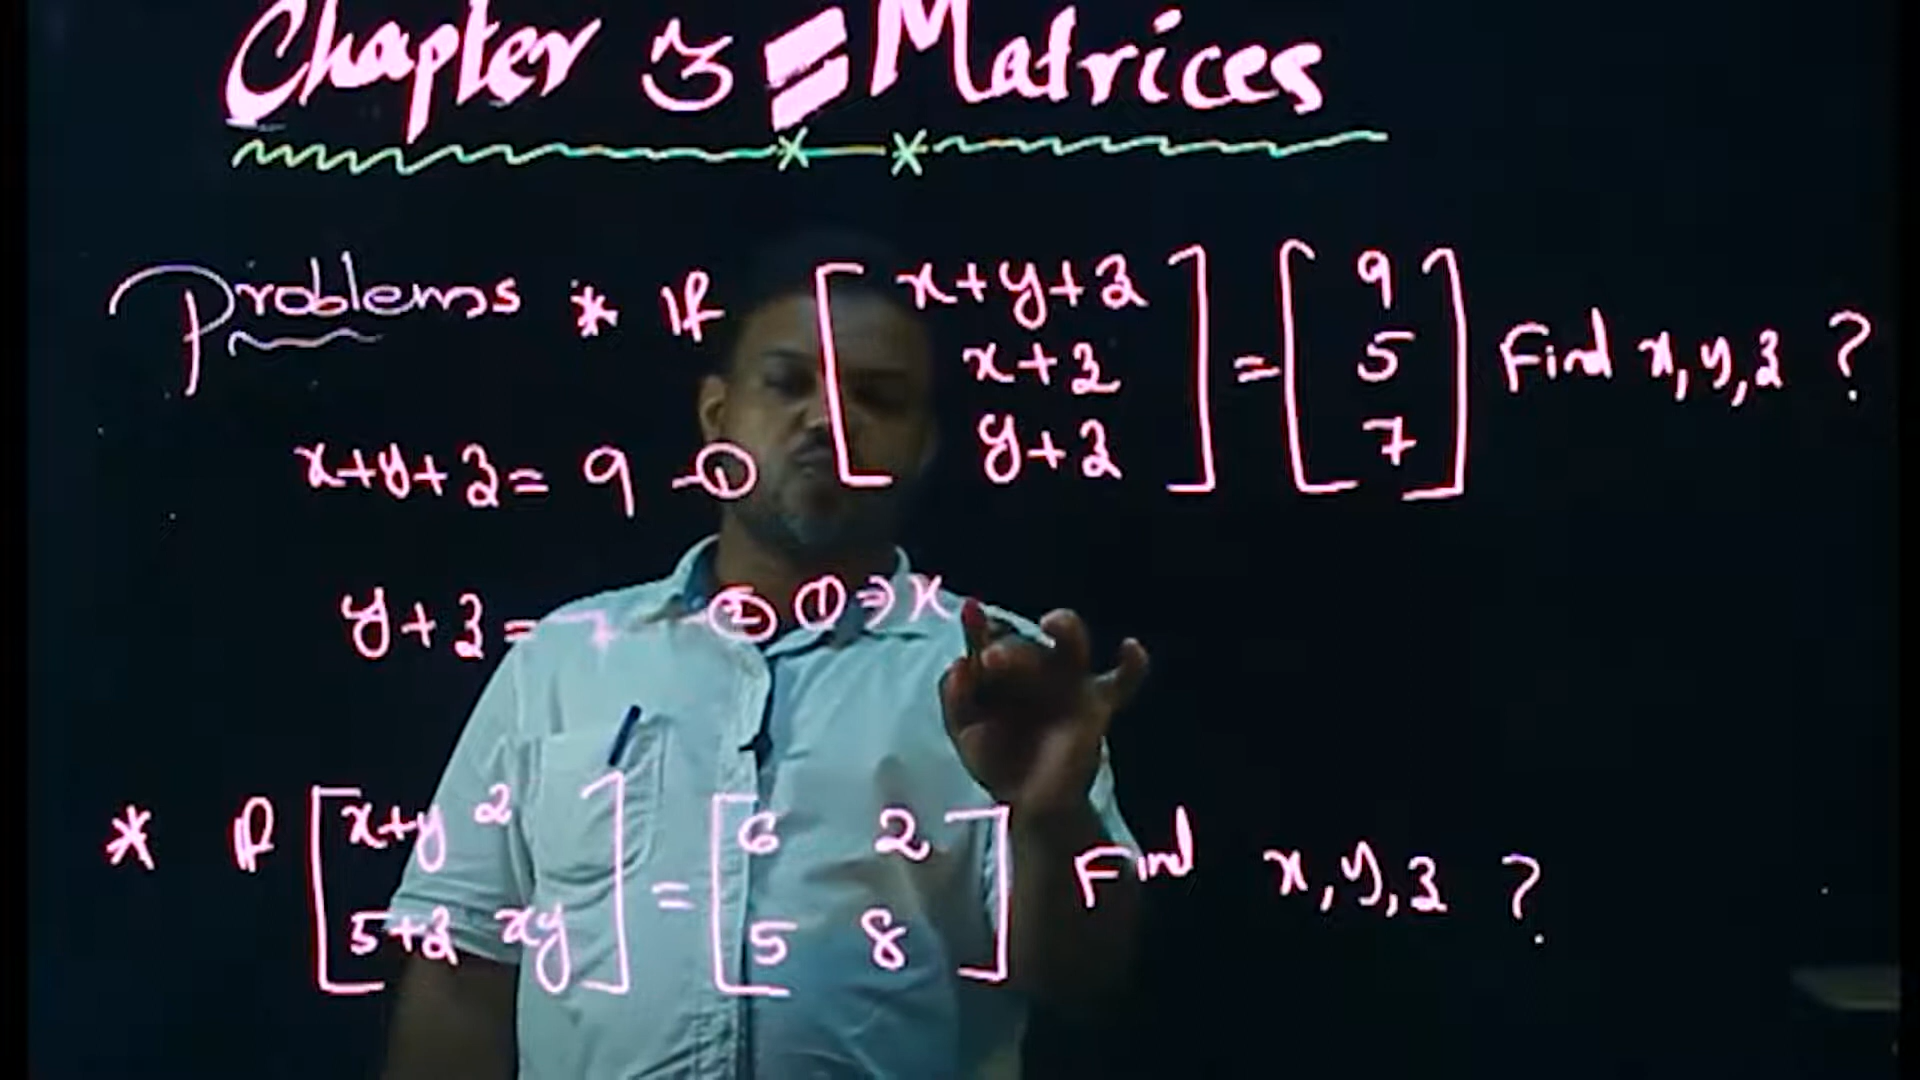 Chapter 3 = Matrices
Problems * If [ x+y+z ] = [ 9 ] Find x, y, z ?
x+z 5
y+z 7
x+y+z = 9 -①
y+z = 7 -② ①⇒x
* If [ x+y 2 ] = [ 6 2 ] Find x, y, z ?
5+z xy 5 8